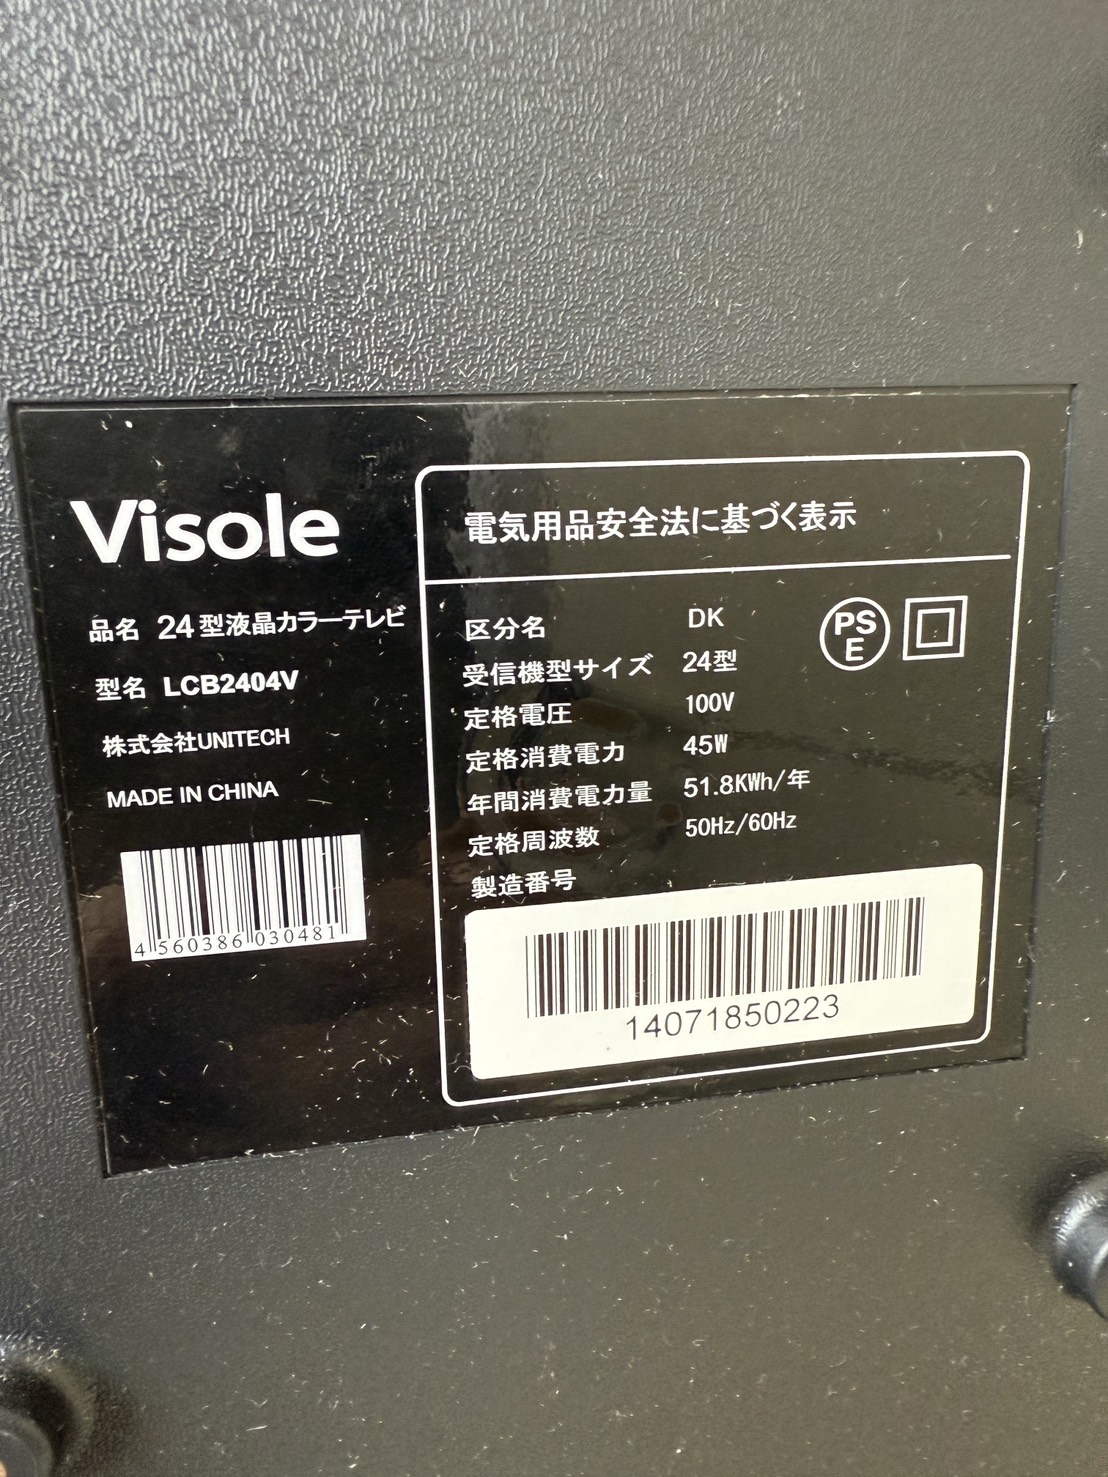 Visole
品名 24型液晶カラーテレビ
型名 LCB2404V
株式会社UNITECH
MADE IN CHINA
4560386030481
電気用品安全法に基づく表示
区分名 DK
受信機型サイズ 24型
定格電圧 100V
定格消費電力 45W
年間消費電力量 51.8KWh/年
定格周波数 50Hz/60Hz
製造番号
PS
E
14071850223